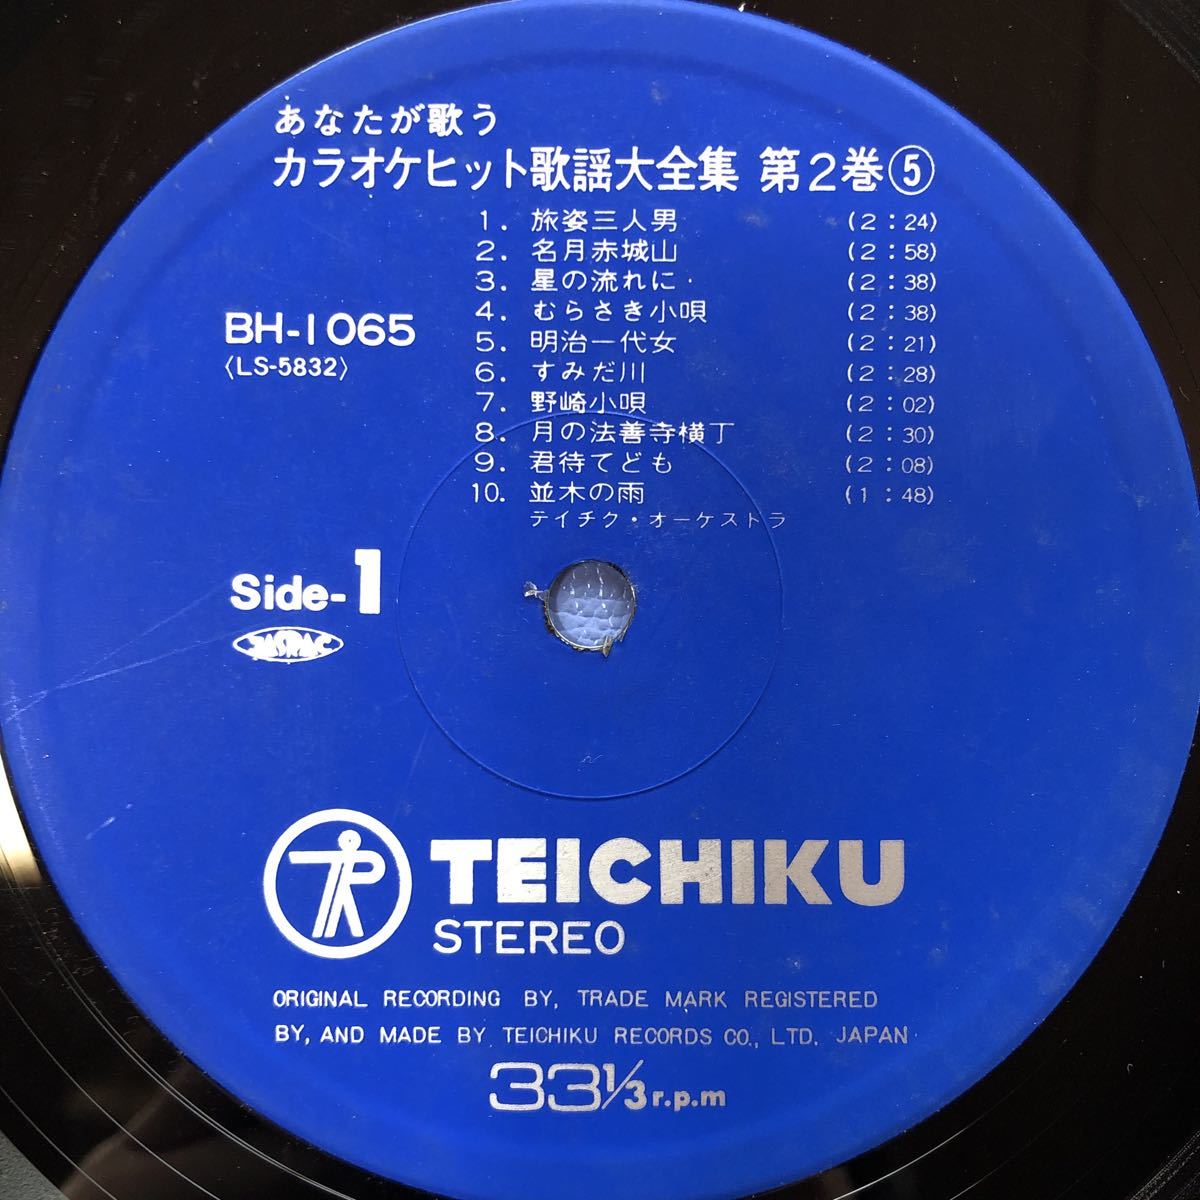 あなたが歌う
カラオケヒット歌謡大全集 第2巻⑤
1. 旅姿三人男 (2:24)
2. 名月赤城山 (2:58)
3. 星の流れに (2:38)
4. むらさき小唄 (2:38)
5. 明治一代女 (2:21)
6. すみだ川 (2:28)
7. 野崎小唄 (2:02)
8. 月の法善寺横丁 (2:30)
9. 君待てども (2:08)
10. 並木の雨 (1:48)
テイチク・オーケストラ
BH-1065
〈LS-5832〉
Side-1
JASRAC
TEICHIKU
STEREO
ORIGINAL RECORDING BY, TRADE MARK REGISTERED
BY, AND MADE BY TEICHIKU RECORDS CO., LTD. JAPAN
33 1/3 r.p.m